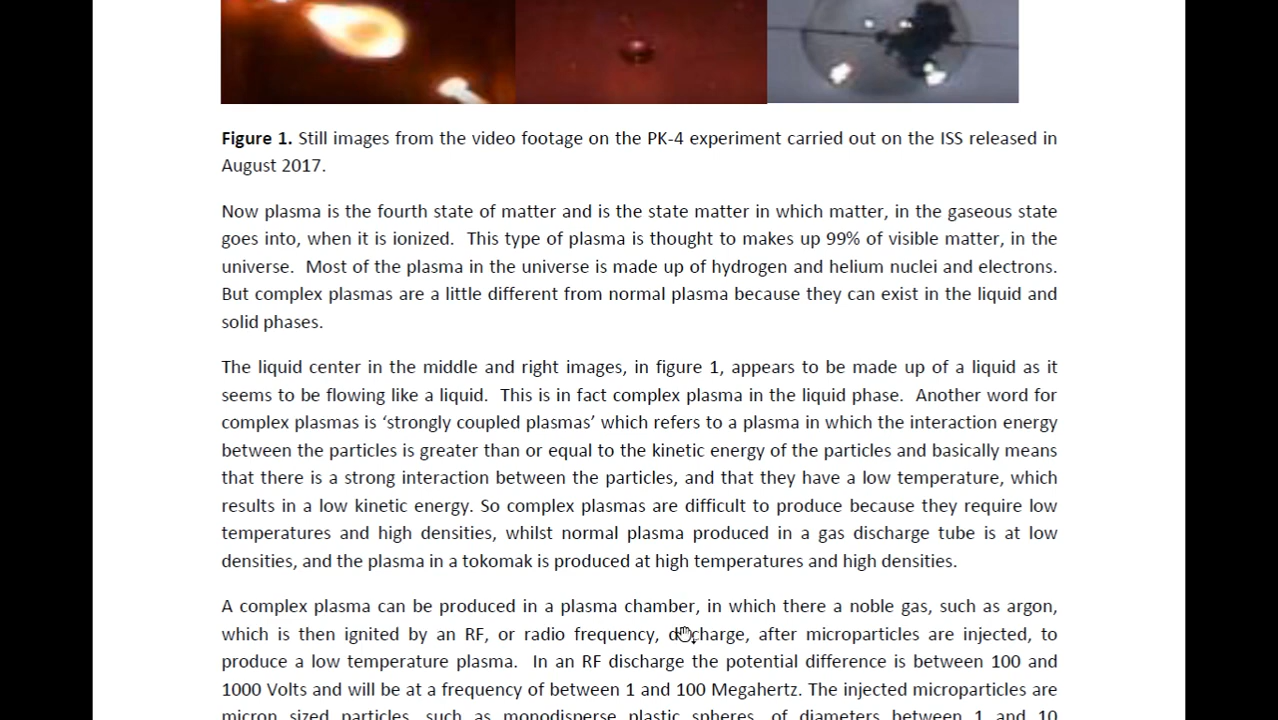 Figure 1. Still images from the video footage on the PK-4 experiment carried out on the ISS released in
August 2017.
Now plasma is the fourth state of matter and is the state matter in which matter, in the gaseous state
goes into, when it is ionized.  This type of plasma is thought to makes up 99% of visible matter, in the
universe.  Most of the plasma in the universe is made up of hydrogen and helium nuclei and electrons.
But complex plasmas are a little different from normal plasma because they can exist in the liquid and
solid phases.
The liquid center in the middle and right images, in figure 1, appears to be made up of a liquid as it
seems to be flowing like a liquid.  This is in fact complex plasma in the liquid phase.  Another word for
complex plasmas is ‘strongly coupled plasmas’ which refers to a plasma in which the interaction energy
between the particles is greater than or equal to the kinetic energy of the particles and basically means
that there is a strong interaction between the particles, and that they have a low temperature, which
results in a low kinetic energy. So complex plasmas are difficult to produce because they require low
temperatures and high densities, whilst normal plasma produced in a gas discharge tube is at low
densities, and the plasma in a tokomak is produced at high temperatures and high densities.
A complex plasma can be produced in a plasma chamber, in which there a noble gas, such as argon,
which is then ignited by an RF, or radio frequency, discharge, after microparticles are injected, to
produce a low temperature plasma.  In an RF discharge the potential difference is between 100 and
1000 Volts and will be at a frequency of between 1 and 100 Megahertz. The injected microparticles are
micron sized particles, such as monodisperse plastic spheres, of diameters between 1 and 10